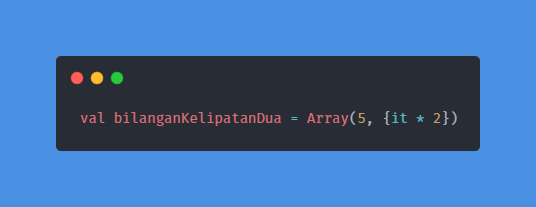 val bilanganKelipatanDua = Array(5, {it * 2})